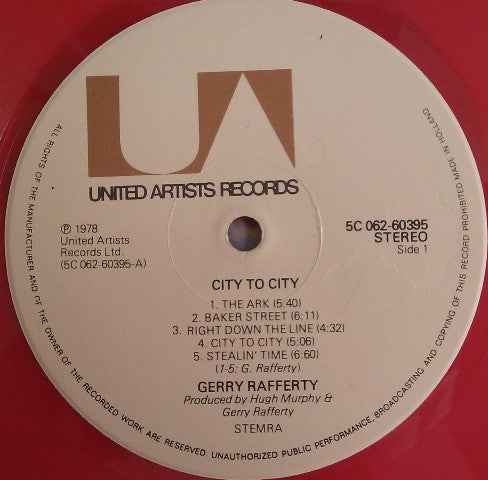 UA
UNITED ARTISTS RECORDS
℗ 1978
United Artists
Records Ltd.
(5C 062-60395-A)
5C 062-60395
STEREO
Side 1
CITY TO CITY
1. THE ARK (5:40)
2. BAKER STREET (6:11)
3. RIGHT DOWN THE LINE (4:32)
4. CITY TO CITY (5:06)
5. STEALIN' TIME (6:60)
(1-5: G. Rafferty)
GERRY RAFFERTY
Produced by Hugh Murphy &
Gerry Rafferty
STEMRA
ALL RIGHTS OF THE MANUFACTURER AND OF THE OWNER OF THE RECORDED WORK ARE RESERVED. UNAUTHORIZED PUBLIC PERFORMANCE, BROADCASTING AND COPYING OF THIS RECORD PROHIBITED MADE IN HOLLAND